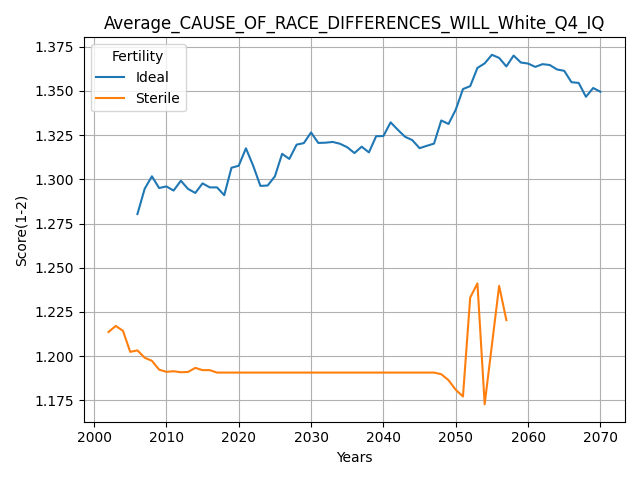 Average_CAUSE_OF_RACE_DIFFERENCES_WILL_White_Q4_IQ
Fertility
Ideal
Sterile
Score(1-2)
1.375
1.350
1.325
1.300
1.275
1.250
1.225
1.200
1.175
2000 2010 2020 2030 2040 2050 2060 2070
Years